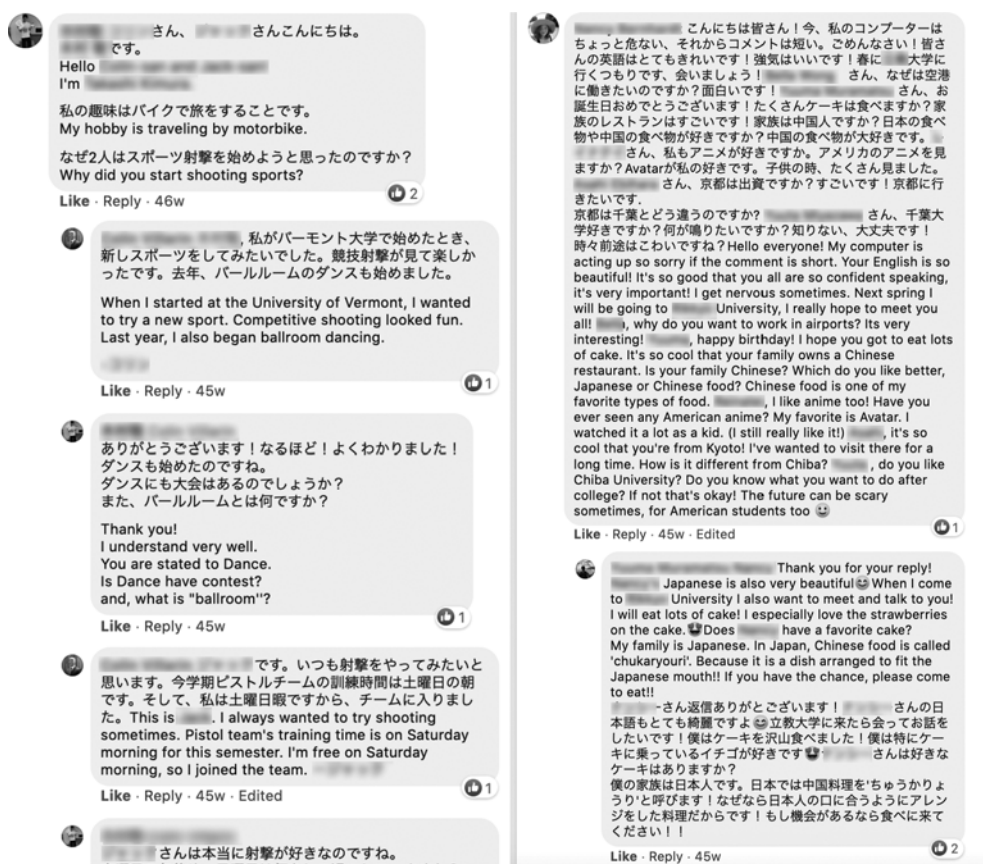 さん、
さんこんにちは。
です。
Hello
I'm
私の趣味はバイクで旅をすることです。
My hobby is traveling by motorbike.
なぜ2人はスポーツ射撃を始めようと思ったのですか？
Why did you start shooting sports?
2
Like · Reply · 46w
, 私がバーモント大学で始めたとき、
新しスポーツをしてみたいでした。競技射撃が見て楽しか
ったです。去年、バールルームのダンスも始めました。
When I started at the University of Vermont, I wanted
to try a new sport. Competitive shooting looked fun.
Last year, I also began ballroom dancing.
1
Like · Reply · 45w
ありがとうございます！なるほど！よくわかりました！
ダンスも始めたのですね。
ダンスにも大会はあるのでしょうか？
また、バールルームとは何ですか？
Thank you!
I understand very well.
You are stated to Dance.
Is Dance have contest?
and, what is "ballroom''?
1
Like · Reply · 45w
です。いつも射撃をやってみたいと
思います。今学期ピストルチームの訓練時間は土曜日の朝
です。そして、私は土曜日暇ですから、チームに入りまし
た。This is . I always wanted to try shooting
sometimes. Pistol team's training time is on Saturday
morning for this semester. I'm free on Saturday
morning, so I joined the team.
1
Like · Reply · 45w · Edited
さんは本当に射撃が好きなのですね。
こんにちは皆さん！今、私のコンプーターは
ちょっと危ない、それからコメントは短い。ごめんなさい！皆さ
んの英語はとてもきれいです！強気はいいです！春に 大学に
行くつもりです、会いましょう！ さん、なぜは空港
に働きたいのですか？面白いです！ さん、お
誕生日おめでとうございます！たくさんケーキは食べますか？家
族のレストランはすごいです！家族は中国人ですか？日本の食べ
物や中国の食べ物が好きですか？中国の食べ物が大好きです。
さん、私もアニメが好きですか。アメリカのアニメを見
ますか？Avatarが私の好きです。子供の時、たくさん見ました。
さん、京都は出資ですか？すごいです！京都に行
きたいです.
京都は千葉とどう違うのですか? さん、千葉大
学好きですか？何が鳴りたいですか？知りない、大丈夫です！
時々前途はこわいですね？Hello everyone! My computer is
acting up so sorry if the comment is short. Your English is so
beautiful! It's so good that you all are so confident speaking,
it's very important! I get nervous sometimes. Next spring I
will be going to University, I really hope to meet you
all! , why do you want to work in airports? Its very
interesting! , happy birthday! I hope you got to eat lots
of cake. It's so cool that your family owns a Chinese
restaurant. Is your family Chinese? Which do you like better,
Japanese or Chinese food? Chinese food is one of my
favorite types of food. , I like anime too! Have you
ever seen any American anime? My favorite is Avatar. I
watched it a lot as a kid. (I still really like it!) , it's so
cool that you're from Kyoto! I've wanted to visit there for a
long time. How is it different from Chiba? , do you like
Chiba University? Do you know what you want to do after
college? If not that's okay! The future can be scary
sometimes, for American students too
1
Like · Reply · 45w · Edited
Thank you for your reply!
Japanese is also very beautiful When I come
to University I also want to meet and talk to you!
I will eat lots of cake! I especially love the strawberries
on the cake. Does have a favorite cake?
My family is Japanese. In Japan, Chinese food is called
'chukaryouri'. Because it is a dish arranged to fit the
Japanese mouth!! If you have the chance, please come
to eat!!
さん返信ありがとございます！ さんの日
本語もとても綺麗ですよ 立教大学に来たら会ってお話を
したいです！僕はケーキを沢山食べました！僕は特にケー
キに乗っているイチゴが好きです さんは好きな
ケーキはありますか？
僕の家族は日本人です。日本では中国料理を'ちゅうかりょ
うり'と呼びます！なぜなら日本人の口に合うようにアレン
ジをした料理だからです！もし機会があるなら食べに来て
ください！！
2
Like · Reply · 45w